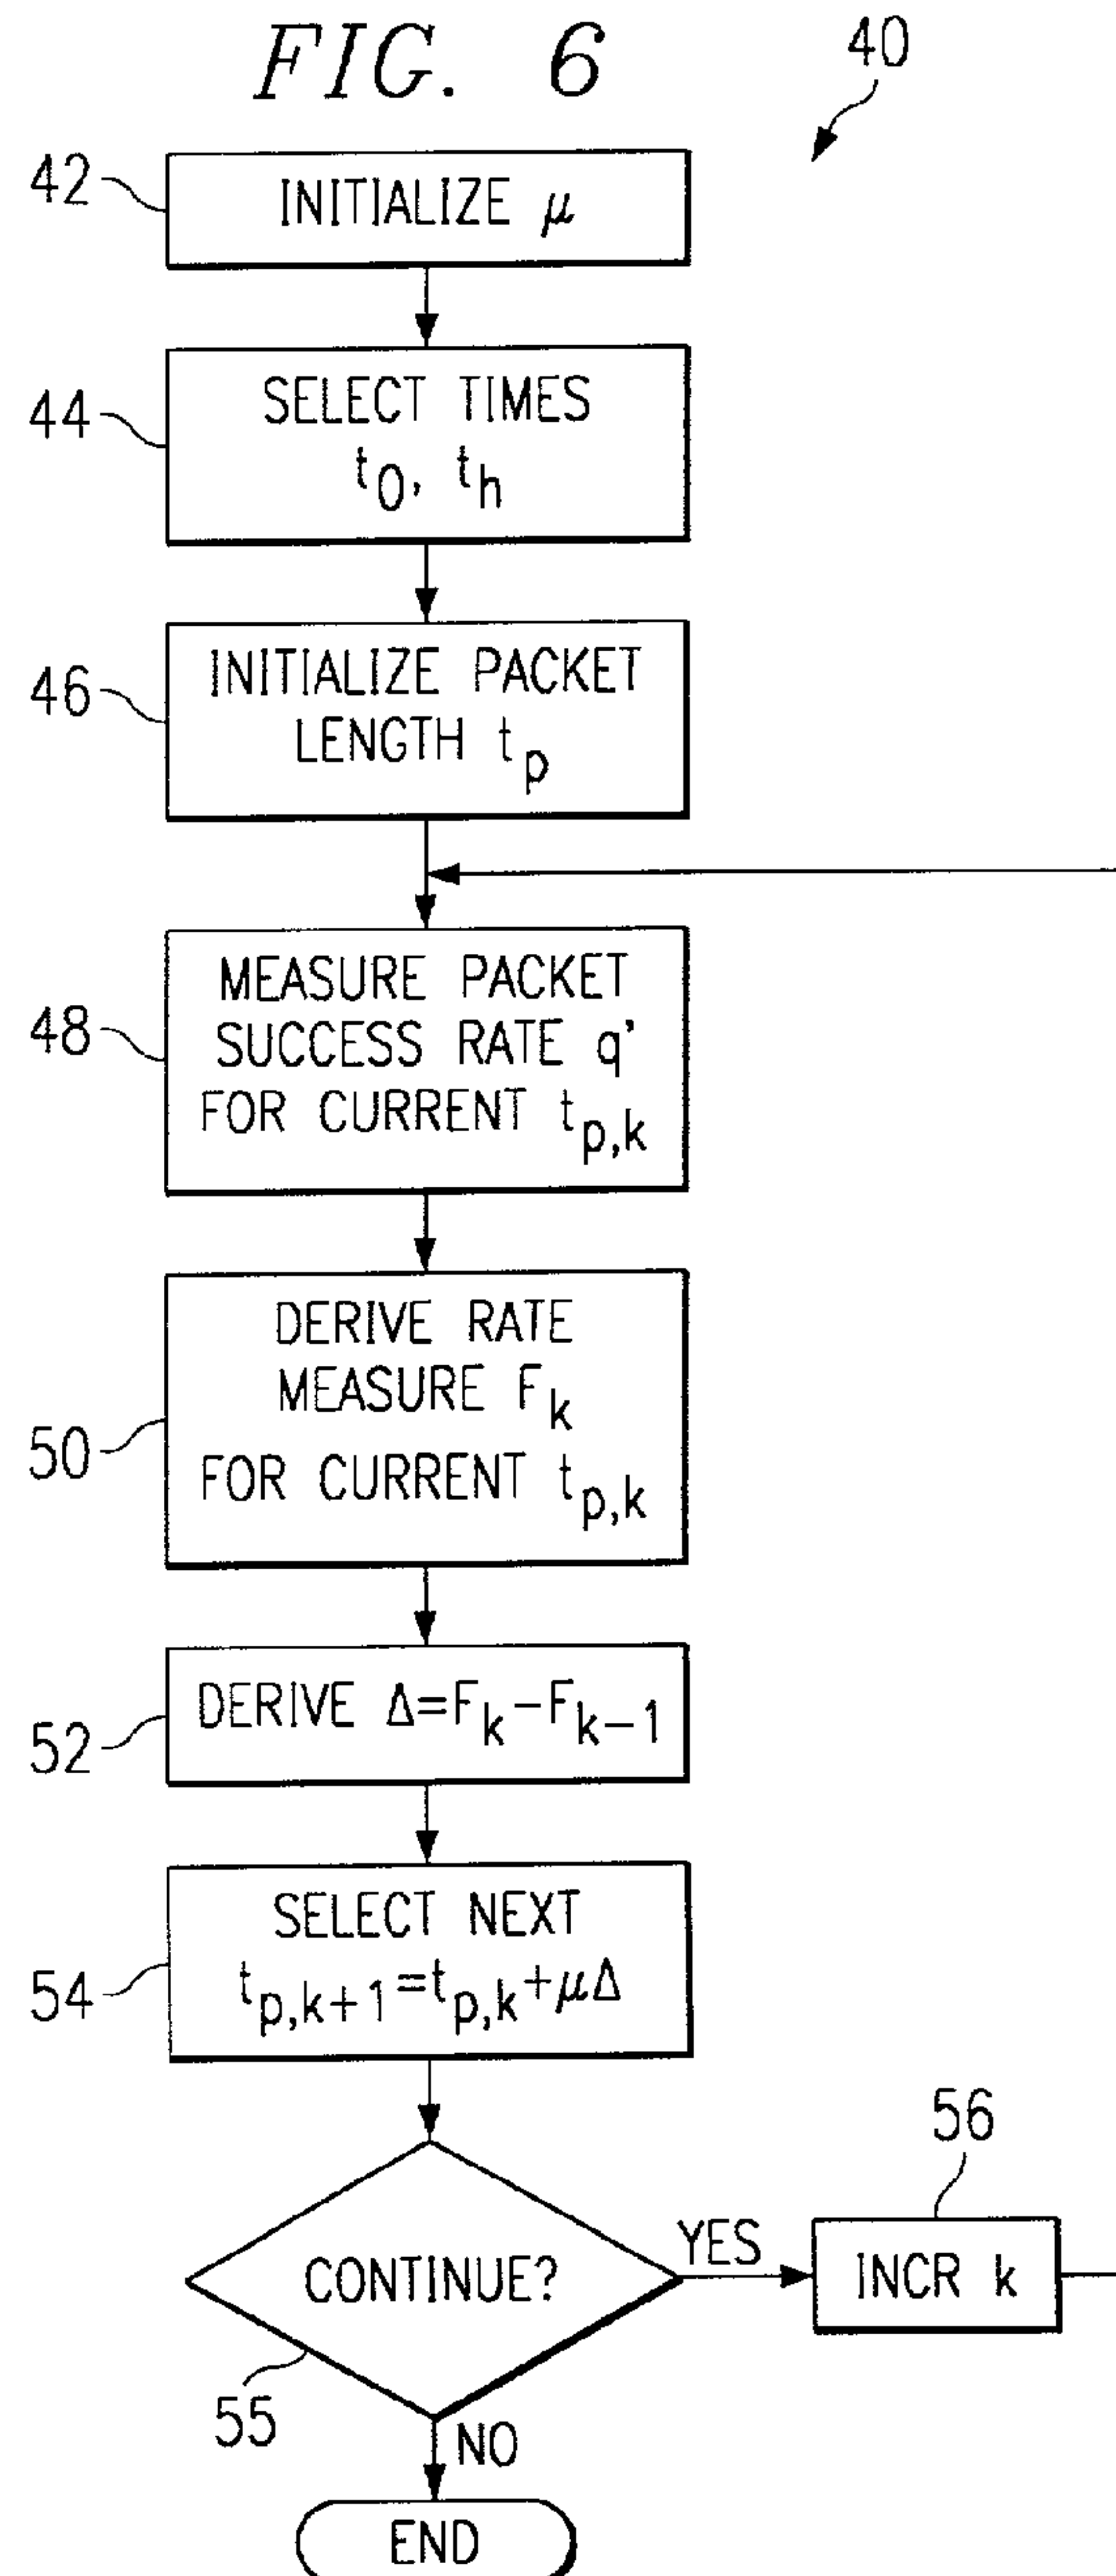 FIG. 6
40
42
INITIALIZE μ
44
SELECT TIMES
t0, th
46
INITIALIZE PACKET
LENGTH tp
48
MEASURE PACKET
SUCCESS RATE q'
FOR CURRENT tp,k
50
DERIVE RATE
MEASURE Fk
FOR CURRENT tp,k
52
DERIVE Δ=Fk-Fk-1
54
SELECT NEXT
tp,k+1=tp,k+μΔ
55
CONTINUE?
YES
56
INCR k
NO
END